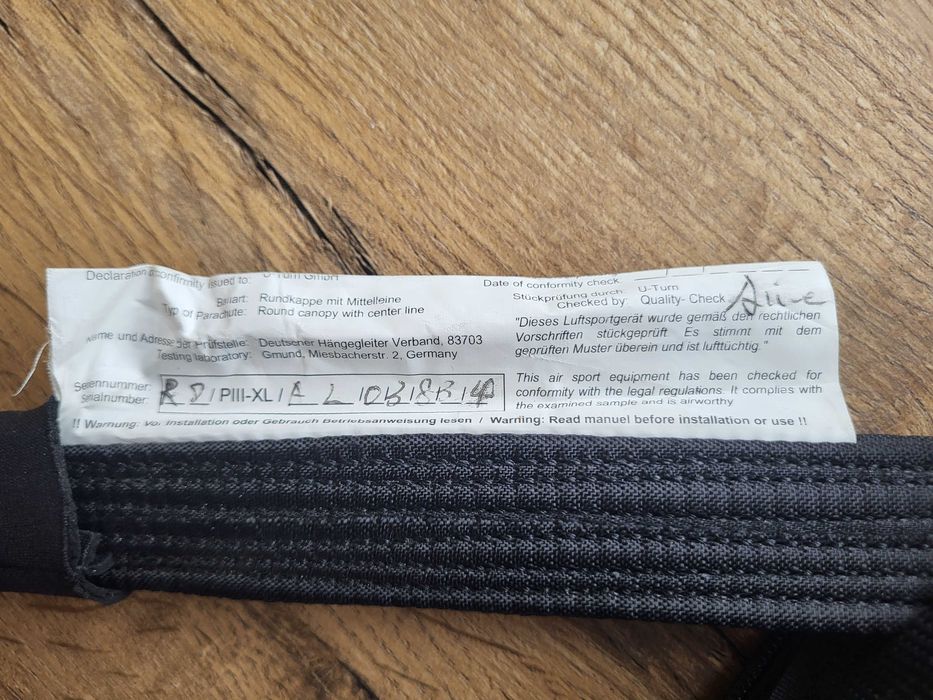 Declaration of confirmity issued to: U-Turn GmbH
Bauart: Rundkappe mit Mittelleine
Typ of Parachute: Round canopy with center line
Name und Adresse der Prüfstelle: Deutscher Hängegleiter Verband, 83703
Testing laboratory: Gmund, Miesbacherstr. 2, Germany
Seriennummer:
Serialnumber: R 8 / PIII-XL /
Date of conformity check
Stückprüfung durch: U-Turn
Checked by: Quality- Check
"Dieses Luftsportgerät wurde gemäß den rechtlichen
Vorschriften stückgeprüft Es stimmt mit dem
geprüften Muster überein und ist lufttüchtig."
This air sport equipment has been checked for
conformity with the legal regulations. It complies with
the examined sample and is airworthy
!! Warnung: Vor Installation oder Gebrauch Betriebsanweisung lesen / Warning: Read manuel before installation or use !!